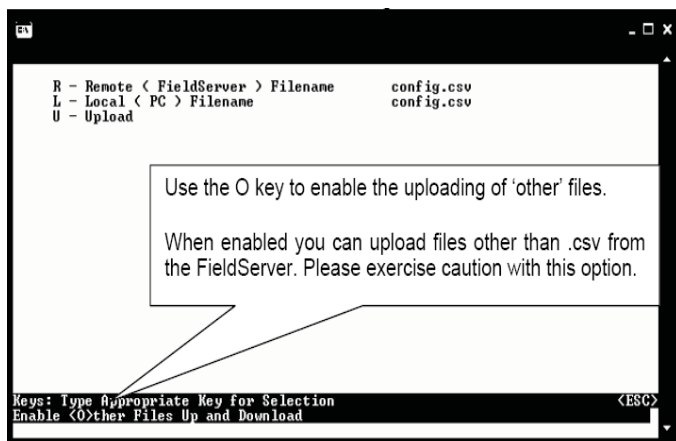 C:\
R - Remote ( FieldServer ) Filename config.csv
L - Local ( PC ) Filename config.csv
U - Upload
Use the O key to enable the uploading of ‘other’ files.
When enabled you can upload files other than .csv from
the FieldServer. Please exercise caution with this option.
Keys: Type Appropriate Key for Selection <ESC>
Enable <O>ther Files Up and Download